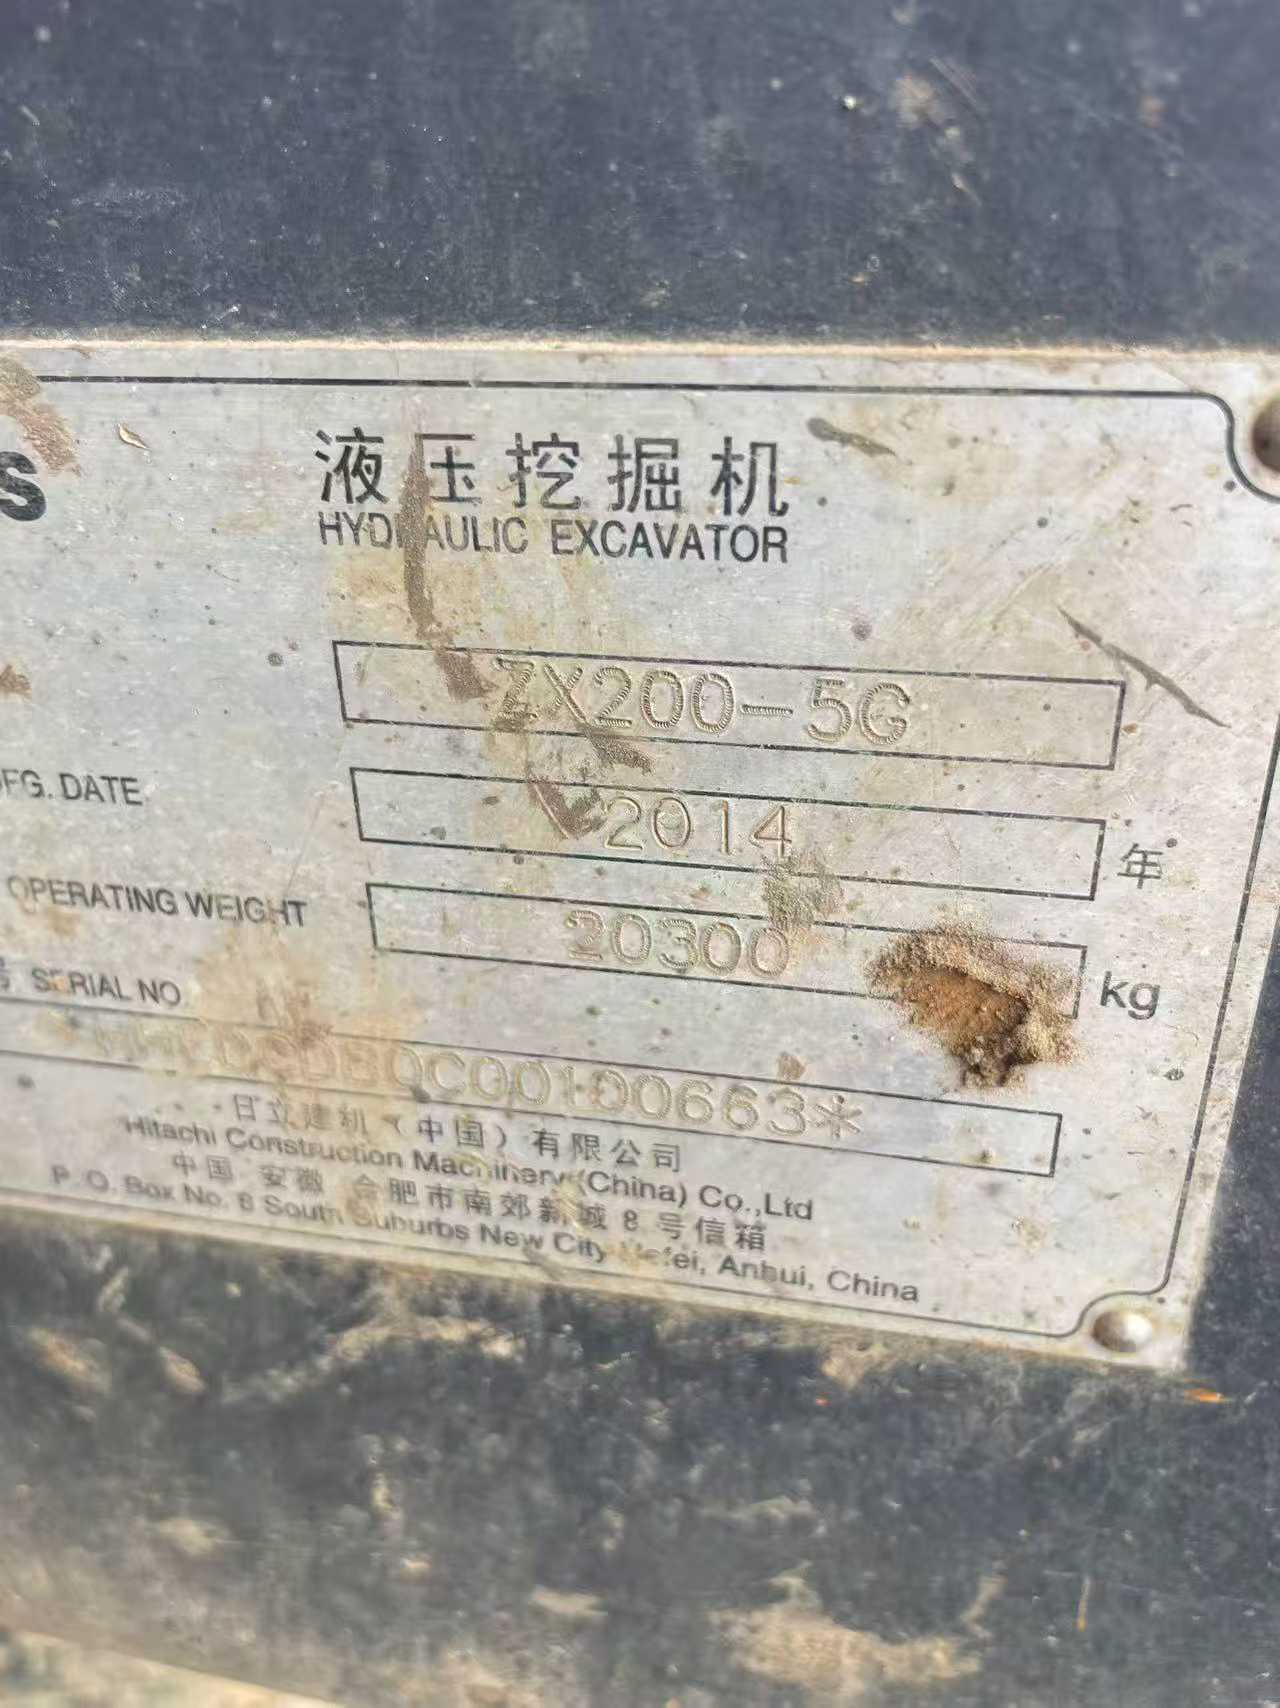 S
液压挖掘机
HYDRAULIC EXCAVATOR
ZX200-5G
FG. DATE
2014
年
OPERATING WEIGHT
20300
kg
SERIAL NO
0C00100663*
日立建机(中国)有限公司
Hitachi Construction Machinery(China) Co.,Ltd
中国 安徽 合肥市南郊新城8号信箱
P.O. Box No. 8 South Suburbs New City Hefei, Anhui, China